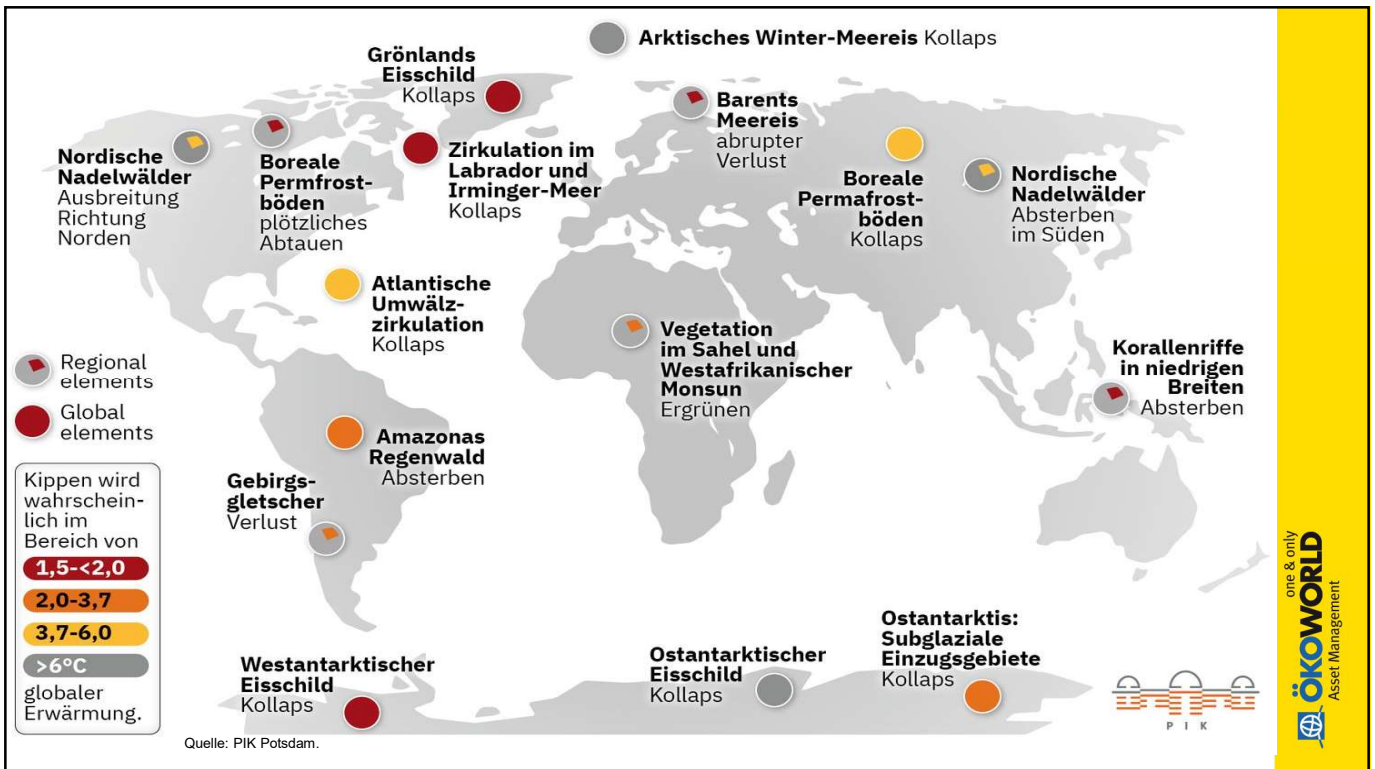 Arktisches Winter-Meereis Kollaps
Grönlands
Eisschild
Kollaps
Barents
Meereis
abrupter
Verlust
Nordische
Nadelwälder
Ausbreitung
Richtung
Norden
Boreale
Permfrost-
böden
plötzliches
Abtauen
Zirkulation im
Labrador und
Irminger-Meer
Kollaps
Boreale
Permafrost-
böden
Kollaps
Nordische
Nadelwälder
Absterben
im Süden
Atlantische
Umwälz-
zirkulation
Kollaps
Vegetation
im Sahel und
Westafrikanischer
Monsun
Ergrünen
Korallenriffe
in niedrigen
Breiten
Absterben
Regional
elements
Global
elements
Amazonas
Regenwald
Absterben
Gebirgs-
gletscher
Verlust
Kippen wird
wahrschein-
lich im
Bereich von
1,5-<2,0
2,0-3,7
3,7-6,0
>6°C
globaler
Erwärmung.
Westantarktischer
Eisschild
Kollaps
Ostantarktischer
Eisschild
Kollaps
Ostantarktis:
Subglaziale
Einzugsgebiete
Kollaps
PIK
Quelle: PIK Potsdam.
one & only
ÖKOWORLD
Asset Management